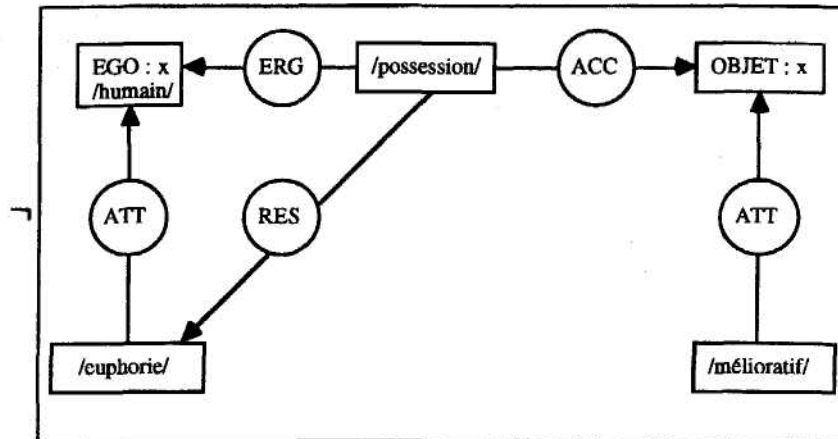 EGO : x
/humain/
ERG
/possession/
ACC
OBJET : x
ATT
RES
ATT
/euphorie/
/mélioratif/